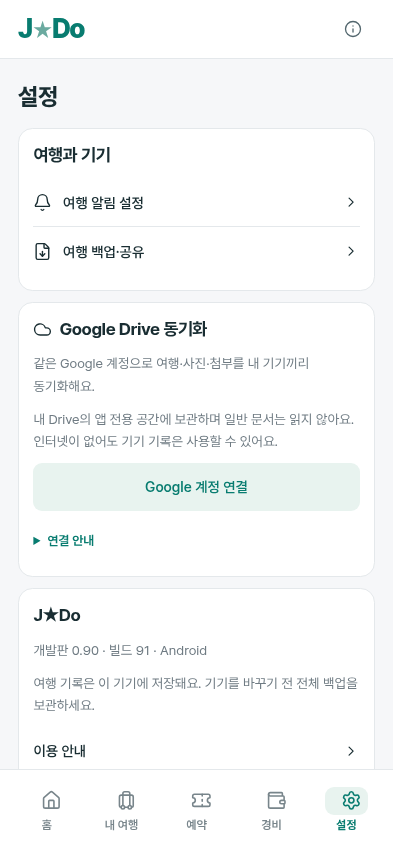 J★Do
설정
여행과 기기
여행 알림 설정
여행 백업·공유
Google Drive 동기화
같은 Google 계정으로 여행·사진·첨부를 내 기기끼리
동기화해요.
내 Drive의 앱 전용 공간에 보관하며 일반 문서는 읽지 않아요.
인터넷이 없어도 기기 기록은 사용할 수 있어요.
Google 계정 연결
▶ 연결 안내
J★Do
개발판 0.90 · 빌드 91 · Android
여행 기록은 이 기기에 저장돼요. 기기를 바꾸기 전 전체 백업을
보관하세요.
이용 안내
홈 내 여행 예약 경비 설정